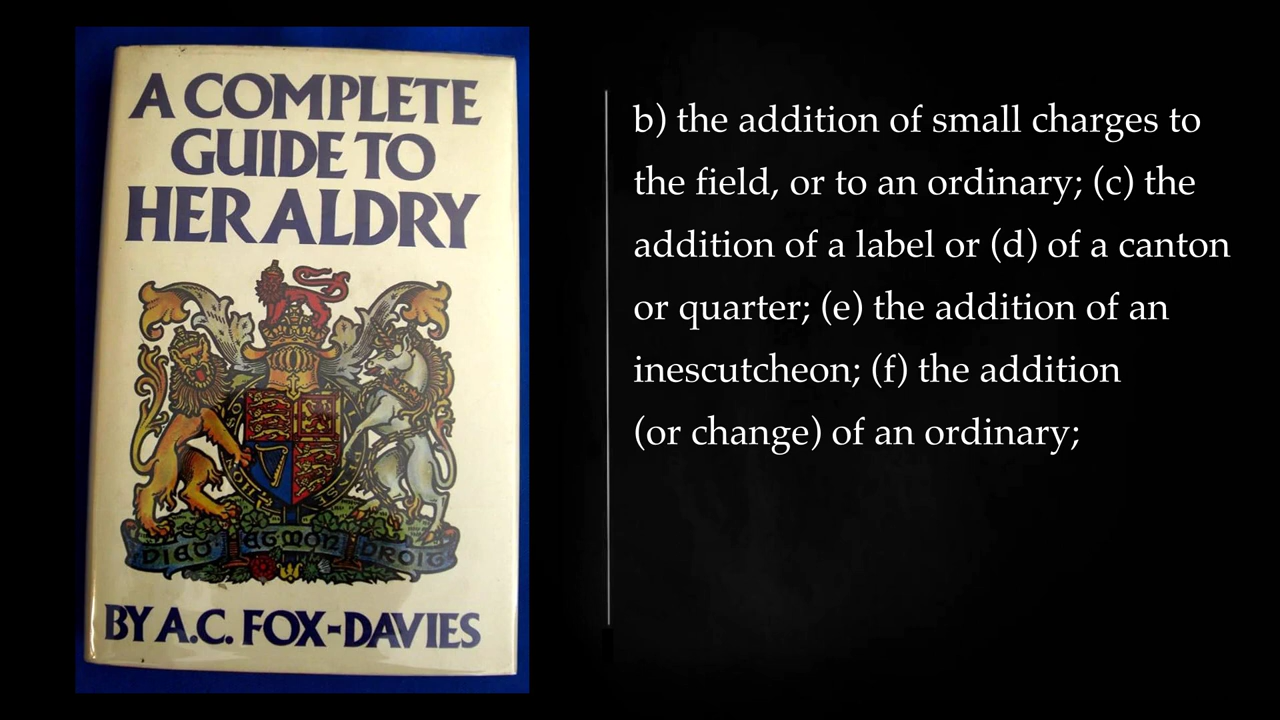 A COMPLETE
GUIDE TO
HERALDRY
DIEU ET MON DROIT
BY A.C. FOX-DAVIES
b) the addition of small charges to
the field, or to an ordinary; (c) the
addition of a label or (d) of a canton
or quarter; (e) the addition of an
inescutcheon; (f) the addition
(or change) of an ordinary;